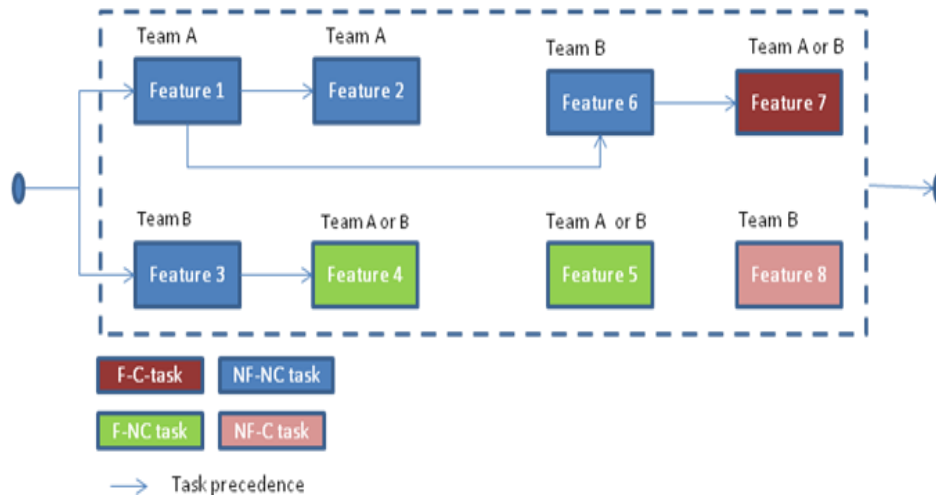 Team A
Team A
Team B
Team A or B
Feature 1
Feature 2
Feature 6
Feature 7
Team B
Team A or B
Team A or B
Team B
Feature 3
Feature 4
Feature 5
Feature 8
F-C-task
NF-NC task
F-NC task
NF-C task
Task precedence